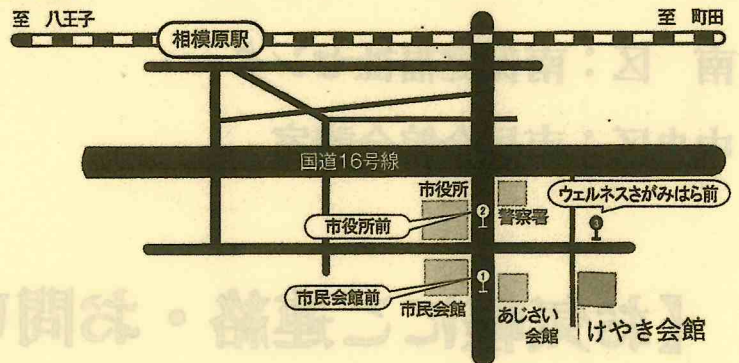 至 八王子
至 町田
相模原駅
国道16号線
市役所
ウェルネスさがみはら前
②
警察署
③
市役所前
①
市民会館前
市民会館
あじさい
会館
けやき会館